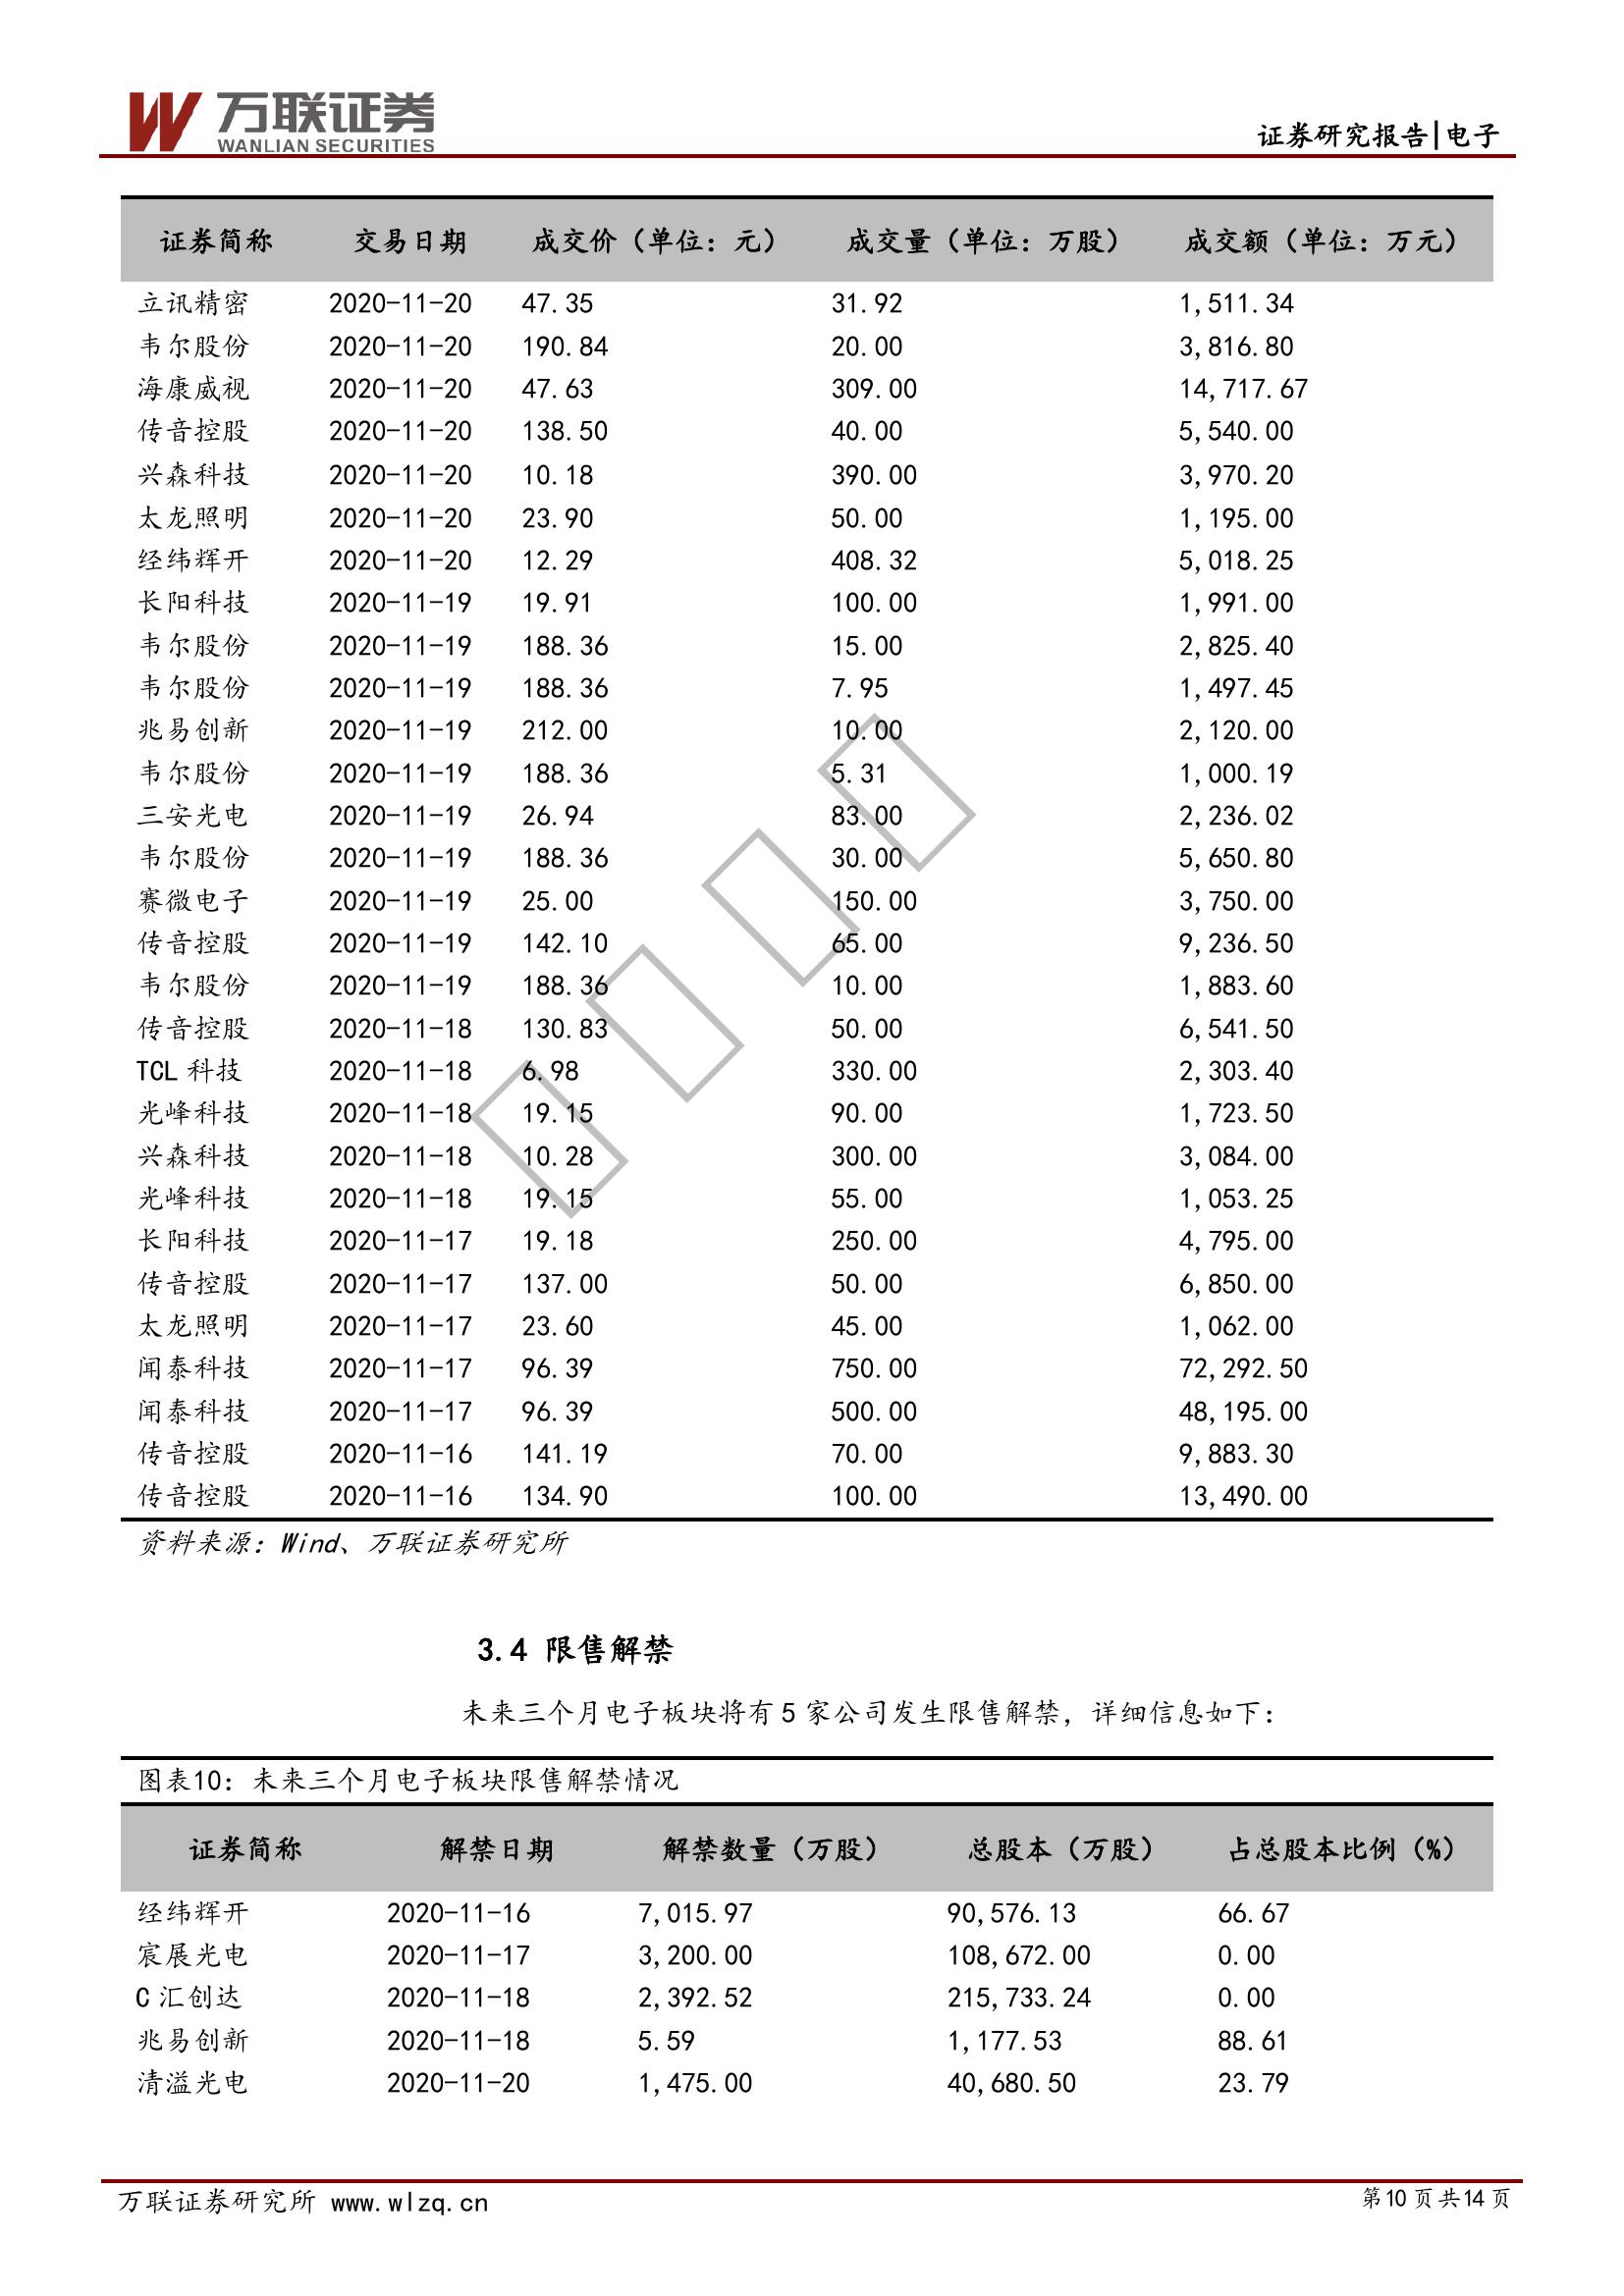 万联证券
WANLIAN SECURITIES
证券研究报告|电子
证券简称 交易日期 成交价（单位：元） 成交量（单位：万股） 成交额（单位：万元）
立讯精密 2020-11-20 47.35 31.92 1,511.34
韦尔股份 2020-11-20 190.84 20.00 3,816.80
海康威视 2020-11-20 47.63 309.00 14,717.67
传音控股 2020-11-20 138.50 40.00 5,540.00
兴森科技 2020-11-20 10.18 390.00 3,970.20
太龙照明 2020-11-20 23.90 50.00 1,195.00
经纬辉开 2020-11-20 12.29 408.32 5,018.25
长阳科技 2020-11-19 19.91 100.00 1,991.00
韦尔股份 2020-11-19 188.36 15.00 2,825.40
韦尔股份 2020-11-19 188.36 7.95 1,497.45
兆易创新 2020-11-19 212.00 10.00 2,120.00
韦尔股份 2020-11-19 188.36 5.31 1,000.19
三安光电 2020-11-19 26.94 83.00 2,236.02
韦尔股份 2020-11-19 188.36 30.00 5,650.80
赛微电子 2020-11-19 25.00 150.00 3,750.00
传音控股 2020-11-19 142.10 65.00 9,236.50
韦尔股份 2020-11-19 188.36 10.00 1,883.60
传音控股 2020-11-18 130.83 50.00 6,541.50
TCL 科技 2020-11-18 6.98 330.00 2,303.40
光峰科技 2020-11-18 19.15 90.00 1,723.50
兴森科技 2020-11-18 10.28 300.00 3,084.00
光峰科技 2020-11-18 19.15 55.00 1,053.25
长阳科技 2020-11-17 19.18 250.00 4,795.00
传音控股 2020-11-17 137.00 50.00 6,850.00
太龙照明 2020-11-17 23.60 45.00 1,062.00
闻泰科技 2020-11-17 96.39 750.00 72,292.50
闻泰科技 2020-11-17 96.39 500.00 48,195.00
传音控股 2020-11-16 141.19 70.00 9,883.30
传音控股 2020-11-16 134.90 100.00 13,490.00
资料来源：Wind、万联证券研究所
3.4 限售解禁
未来三个月电子板块将有 5 家公司发生限售解禁，详细信息如下：
图表10：未来三个月电子板块限售解禁情况
证券简称 解禁日期 解禁数量（万股） 总股本（万股） 占总股本比例（%）
经纬辉开 2020-11-16 7,015.97 90,576.13 66.67
宸展光电 2020-11-17 3,200.00 108,672.00 0.00
C 汇创达 2020-11-18 2,392.52 215,733.24 0.00
兆易创新 2020-11-18 5.59 1,177.53 88.61
清溢光电 2020-11-20 1,475.00 40,680.50 23.79
万联证券研究所 www.wlzq.cn 第10 页 共14 页